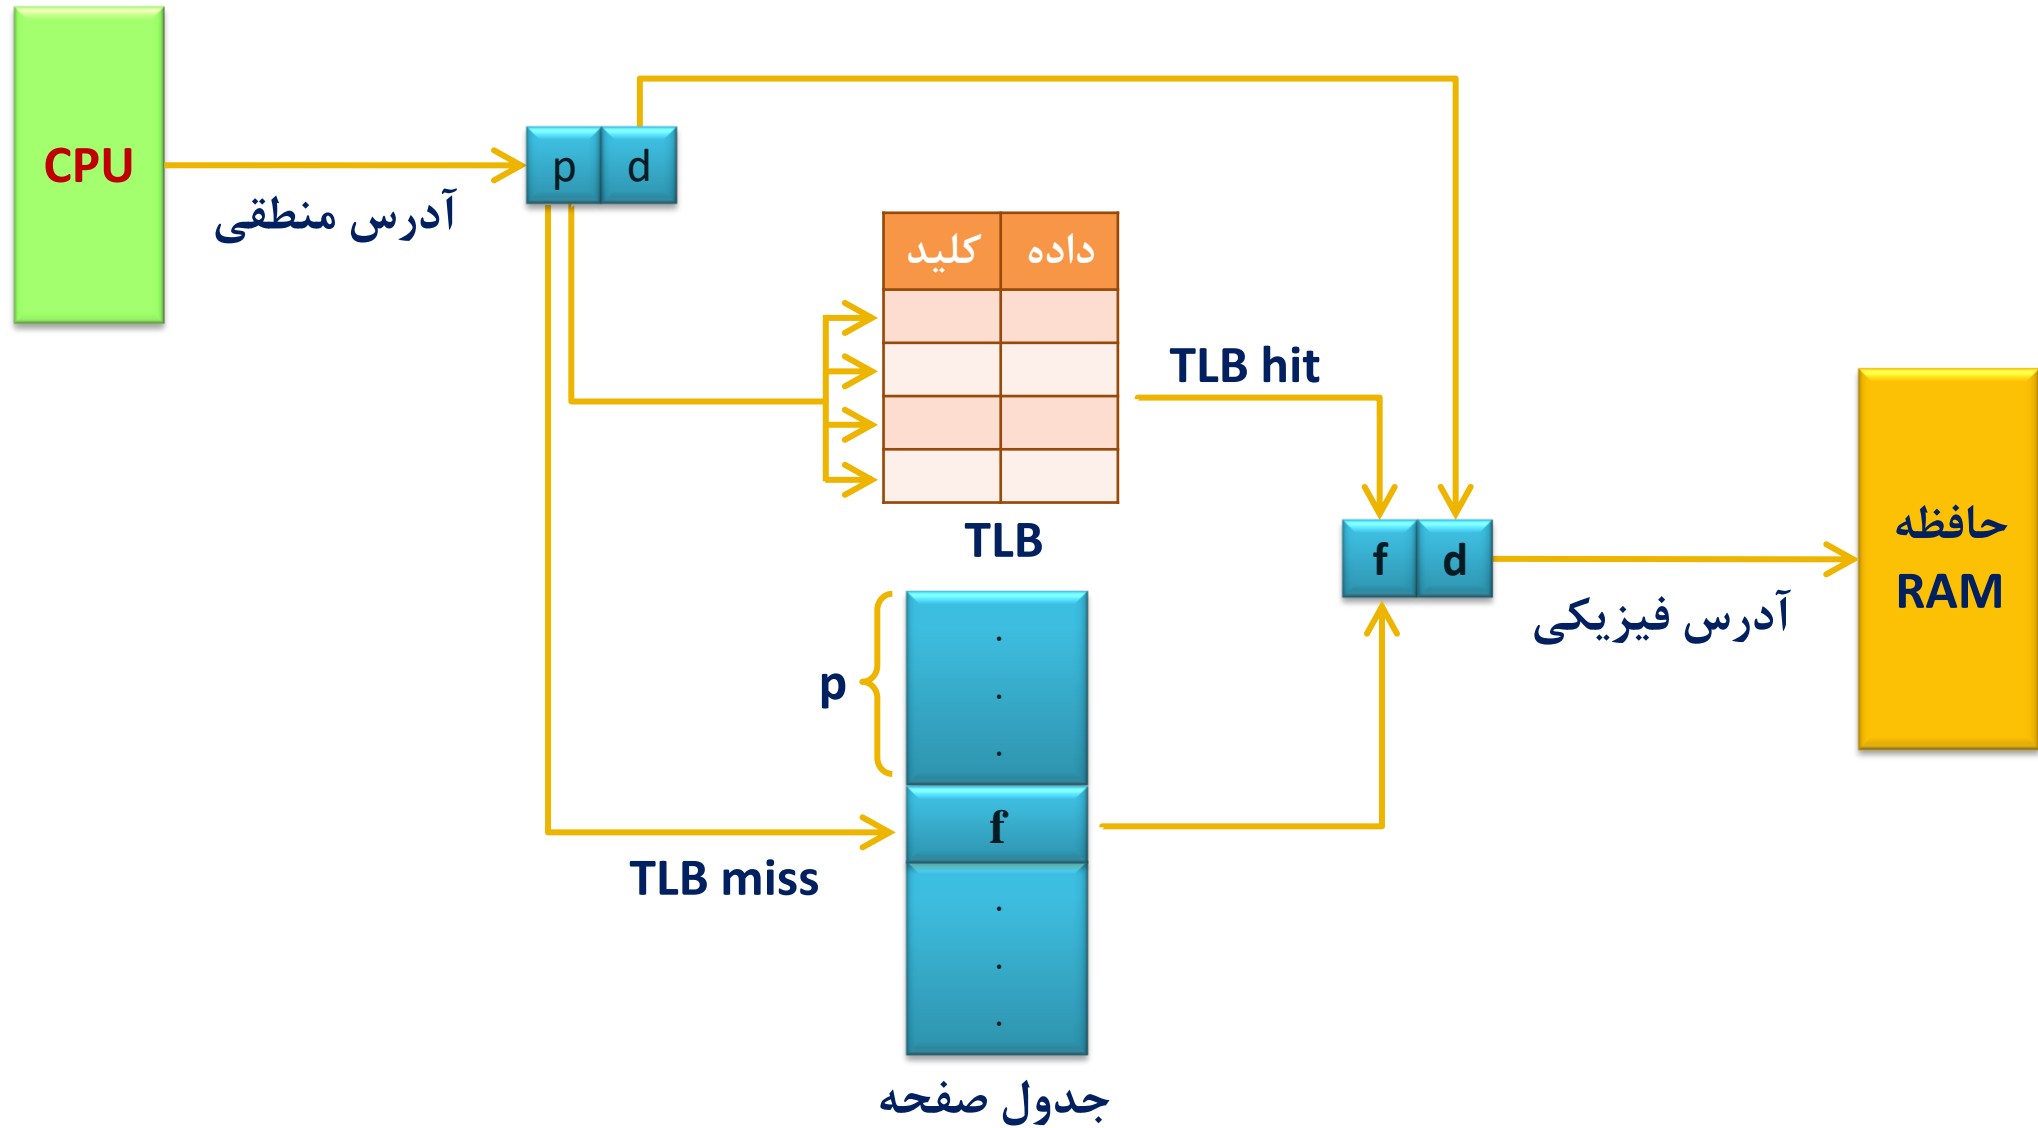 CPU
آدرس منطقی
p d
کلید داده
TLB hit
TLB
f d
آدرس فیزیکی
حافظه
RAM
p
.
.
.
f
TLB miss
.
.
.
جدول صفحه